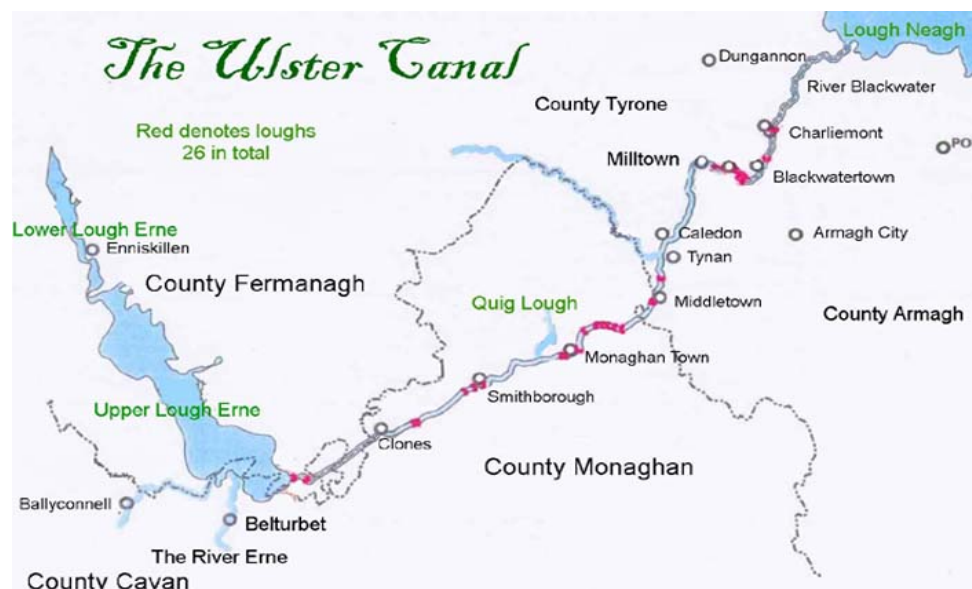 The Ulster Canal
Lough Neagh
Dungannon
River Blackwater
County Tyrone
Red denotes loughs
26 in total
Charliemont
PO
Milltown
Blackwatertown
Lower Lough Erne
Enniskillen
Caledon
Armagh City
Tynan
County Fermanagh
Quig Lough
Middletown
County Armagh
Monaghan Town
Smithborough
Upper Lough Erne
Clones
County Monaghan
Ballyconnell
Belturbet
The River Erne
County Cavan